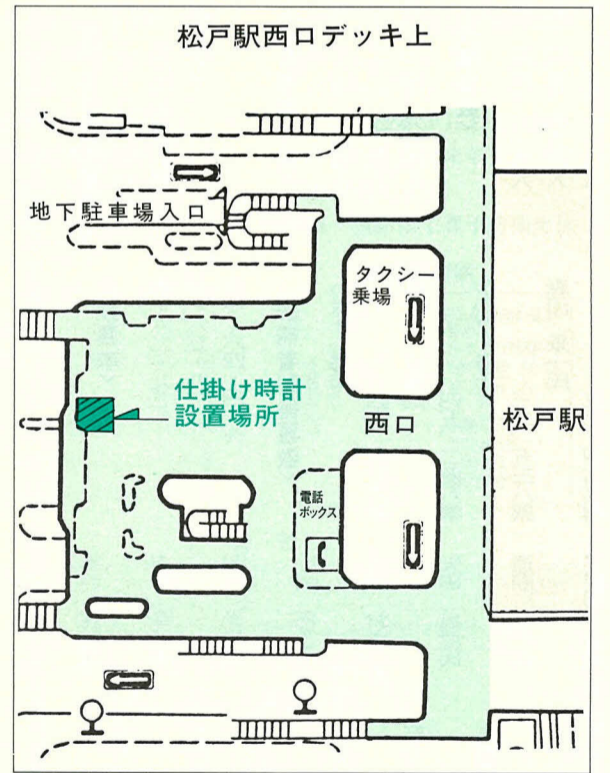 松戸駅西口デッキ上
地下駐車場入口
タクシー
乗場
仕掛け時計
設置場所
西口
松戸駅
電話
ボックス